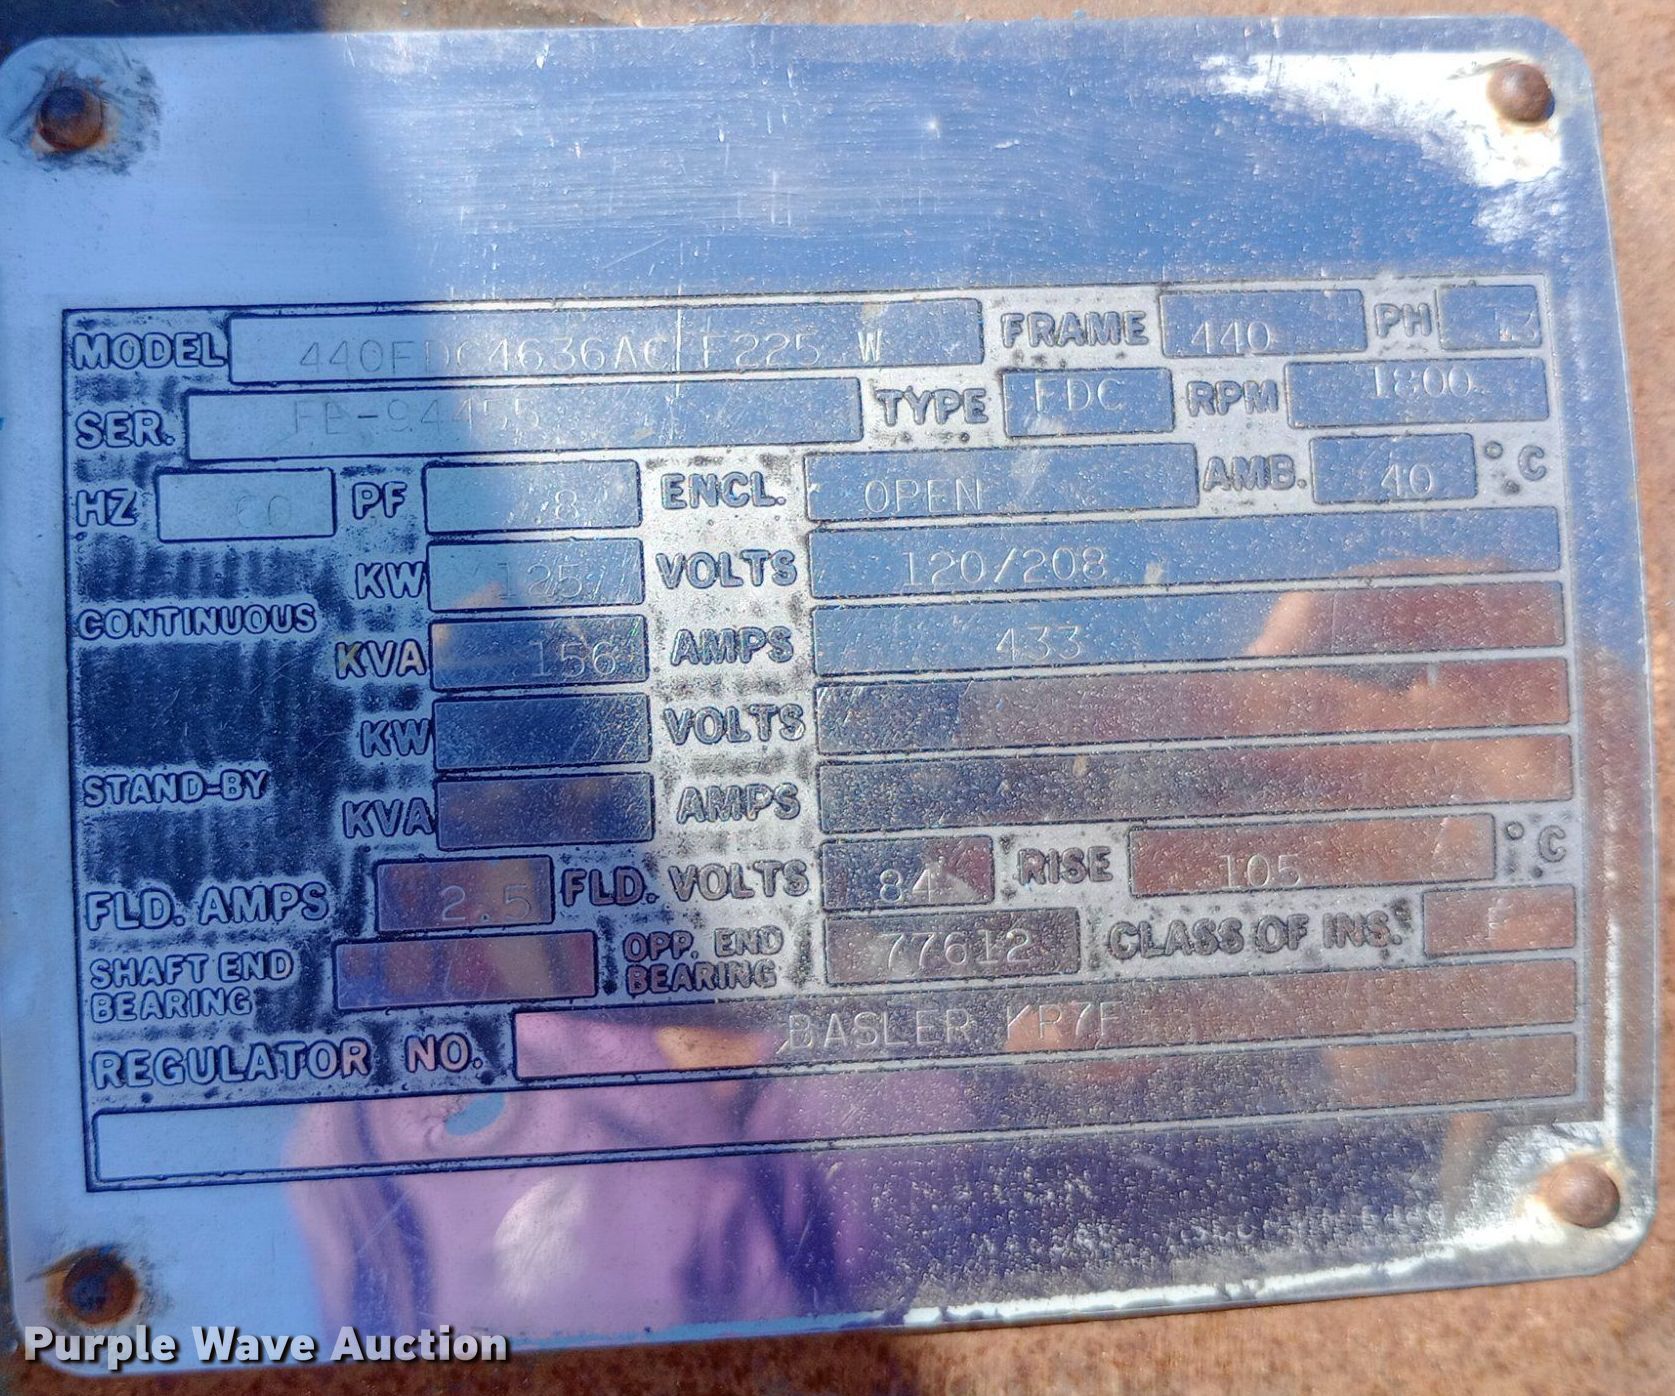 MODEL 440FDC4636AC F225 W FRAME 440 PH 3
SER. TYPE FDC RPM 1800
HZ 60 PF .8 ENCL. OPEN AMB. 40 °C
KW 125 VOLTS 120/208
CONTINUOUS
KVA 156 AMPS 433
KW VOLTS
STAND-BY
KVA AMPS
FLD. AMPS 2.5 FLD. VOLTS 84 RISE 105 °C
SHAFT END BEARING OPP. END BEARING 77612 CLASS OF INS. F
REGULATOR NO. BASLER KR7F
Purple Wave Auction